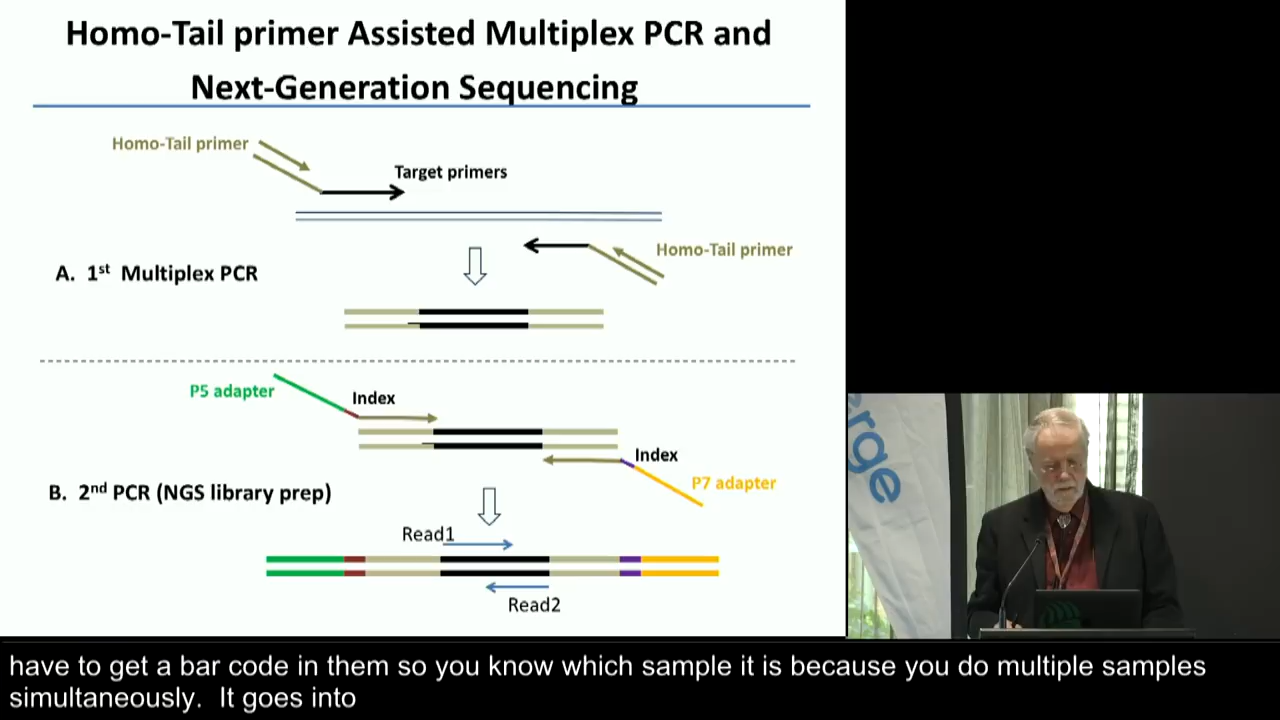 Homo-Tail primer Assisted Multiplex PCR and
Next-Generation Sequencing
Homo-Tail primer
Target primers
Homo-Tail primer
A. 1st Multiplex PCR
P5 adapter
Index
Index
P7 adapter
B. 2nd PCR (NGS library prep)
Read1
Read2
erge
have to get a bar code in them so you know which sample it is because you do multiple samples
simultaneously. It goes into